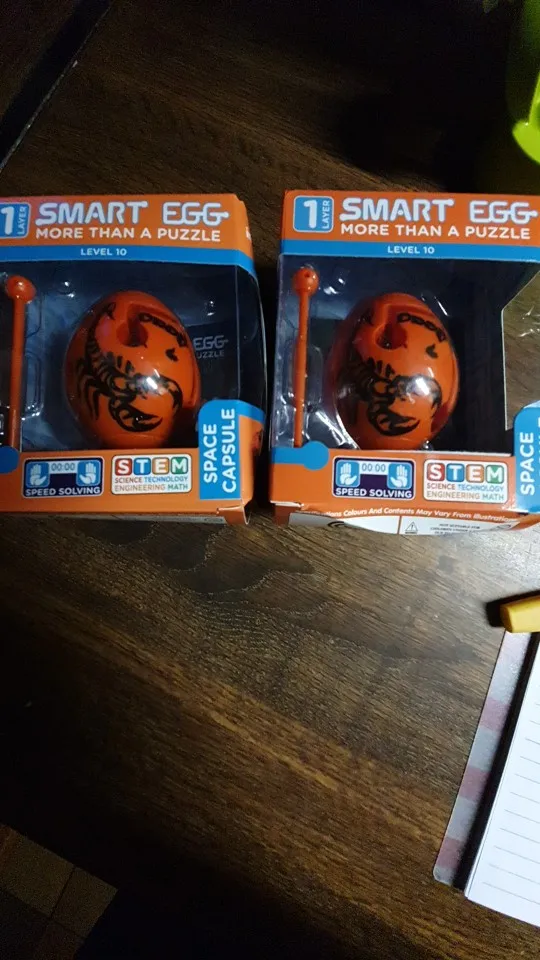 1
LAYER
SMART EGG
MORE THAN A PUZZLE
LEVEL 10
EGG
SPACE
CAPSULE
00:00
SPEED SOLVING
STEM
SCIENCE TECHNOLOGY
ENGINEERING MATH
1
LAYER
SMART EGG
MORE THAN A PUZZLE
LEVEL 10
SPACE
00:00
SPEED SOLVING
STEM
SCIENCE TECHNOLOGY
ENGINEERING MATH
Colours And Contents May Vary From